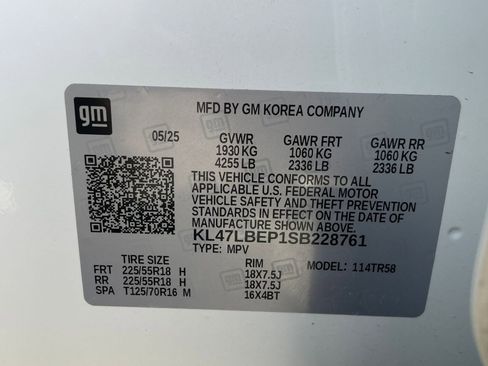 gm
MFD BY GM KOREA COMPANY
05/25 GVWR GAWR FRT GAWR RR
1930 KG 1060 KG 1060 KG
4255 LB 2336 LB 2336 LB
THIS VEHICLE CONFORMS TO ALL
APPLICABLE U.S. FEDERAL MOTOR
VEHICLE SAFETY AND THEFT PREVENTION
STANDARDS IN EFFECT ON THE DATE OF
MANUFACTURE SHOWN ABOVE.
KL47LBEP1SB228761
TYPE: MPV
TIRE SIZE RIM MODEL: 114TR58
FRT 225/55R18 H 18X7.5J
RR 225/55R18 H 18X7.5J
SPA T125/70R16 M 16X4BT